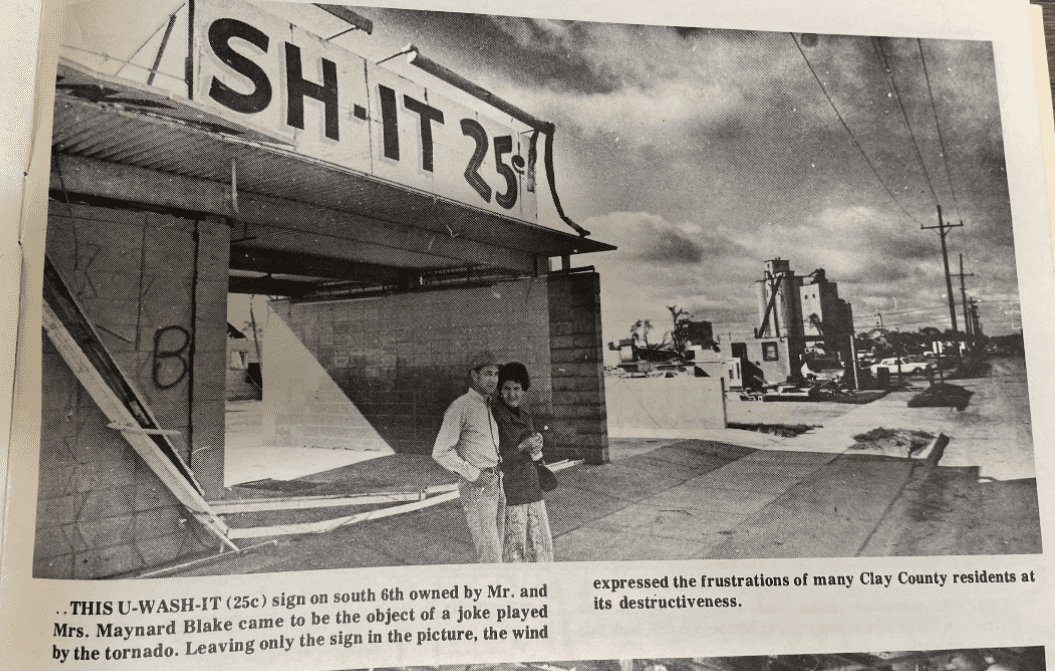 SH-IT 25¢
B
..THIS U-WASH-IT (25c) sign on south 6th owned by Mr. and
Mrs. Maynard Blake came to be the object of a joke played
by the tornado. Leaving only the sign in the picture, the wind
expressed the frustrations of many Clay County residents at
its destructiveness.